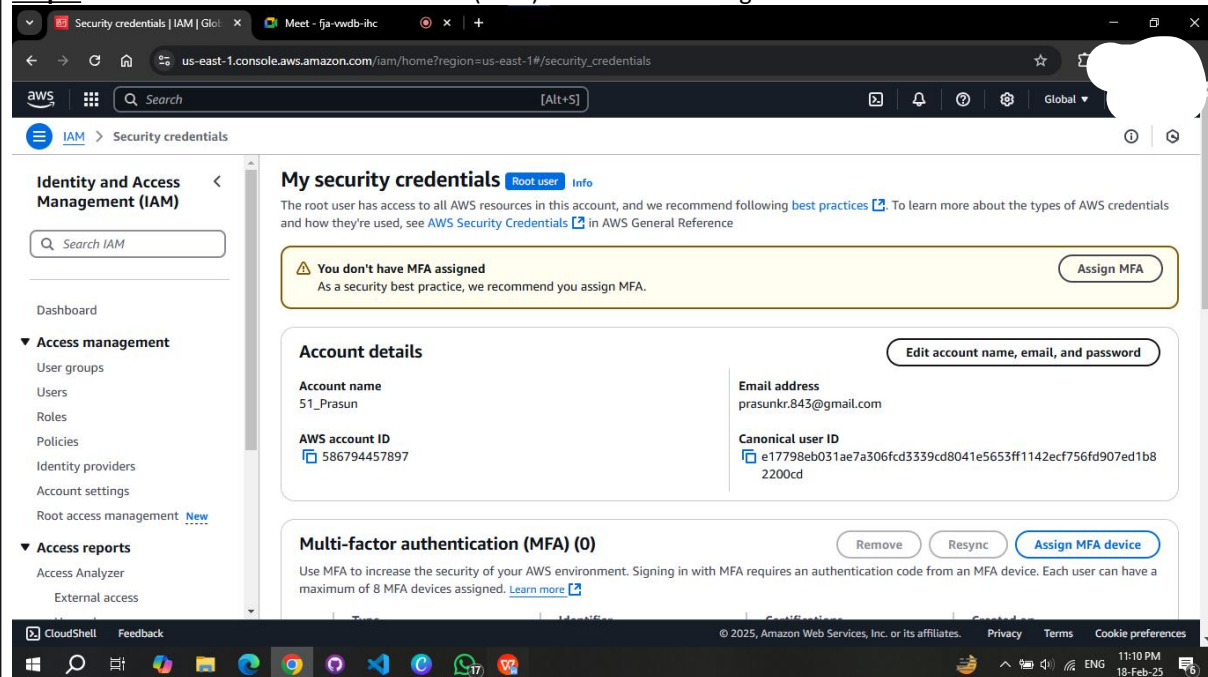 Security credentials | IAM | Glo
Meet - fja-vwdb-ihc
us-east-1.console.aws.amazon.com/iam/home?region=us-east-1#/security_credentials
aws
Search
[Alt+S]
Global
IAM > Security credentials
Identity and Access
Management (IAM)
Search IAM
Dashboard
Access management
User groups
Users
Roles
Policies
Identity providers
Account settings
Root access management New
Access reports
Access Analyzer
External access
My security credentials Root user Info
The root user has access to all AWS resources in this account, and we recommend following best practices. To learn more about the types of AWS credentials
and how they're used, see AWS Security Credentials in AWS General Reference
You don't have MFA assigned
As a security best practice, we recommend you assign MFA.
Assign MFA
Account details
Edit account name, email, and password
Account name
51_Prasun
Email address
prasunkr.843@gmail.com
AWS account ID
586794457897
Canonical user ID
e17798eb031ae7a306fcd3339cd8041e5653ff1142ecf756fd907ed1b8
2200cd
Multi-factor authentication (MFA) (0)
Remove
Resync
Assign MFA device
Use MFA to increase the security of your AWS environment. Signing in with MFA requires an authentication code from an MFA device. Each user can have a
maximum of 8 MFA devices assigned. Learn more
CloudShell Feedback
© 2025, Amazon Web Services, Inc. or its affiliates. Privacy Terms Cookie preferences
17
ENG
11:10 PM
18-Feb-25
6